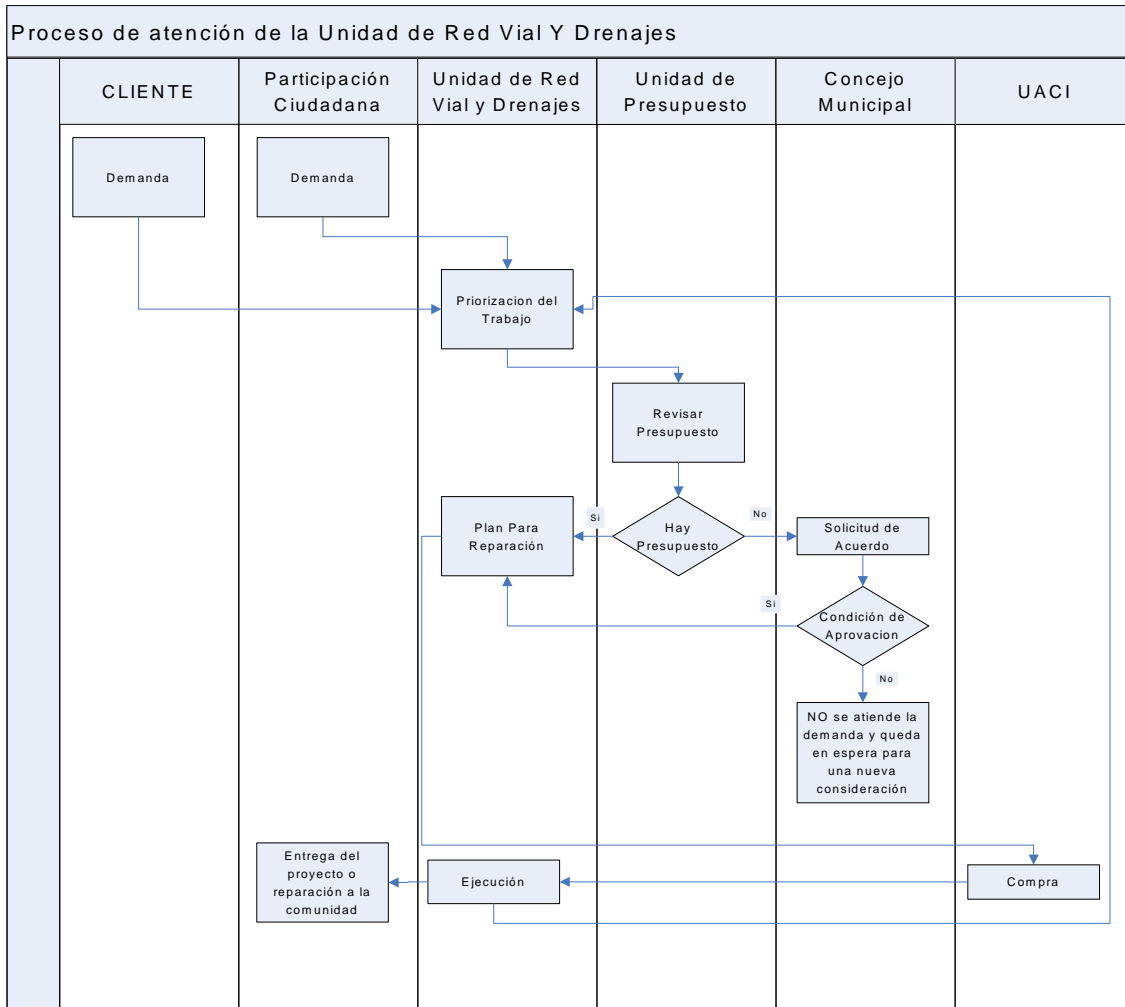 Proceso de atención de la Unidad de Red Vial Y Drenajes
CLIENTE
Participación
Ciudadana
Unidad de Red
Vial y Drenajes
Unidad de
Presupuesto
Concejo
Municipal
UACI
Demanda
Demanda
Priorizacion del
Trabajo
Revisar
Presupuesto
Plan Para
Reparación
Si
Hay
Presupuesto
No
Solicitud de
Acuerdo
Si
Condición de
Aprovacion
No
NO se atiende la
demanda y queda
en espera para
una nueva
consideración
Entrega del
proyecto o
reparación a la
comunidad
Ejecución
Compra